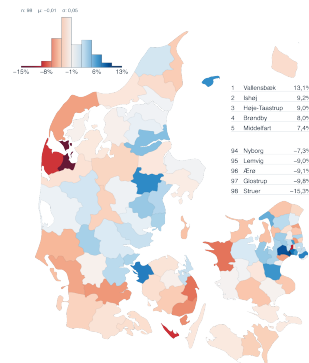 n: 98 μ: −0,01 σ: 0,05
−15% −8% −1% 6% 13%
1 Vallensbæk 13,1%
2 Ishøj 9,2%
3 Høje-Taastrup 9,0%
4 Brøndby 8,0%
5 Middelfart 7,4%
94 Nyborg −7,3%
95 Lemvig −9,0%
96 Ærø −9,1%
97 Glostrup −9,8%
98 Struer −15,3%